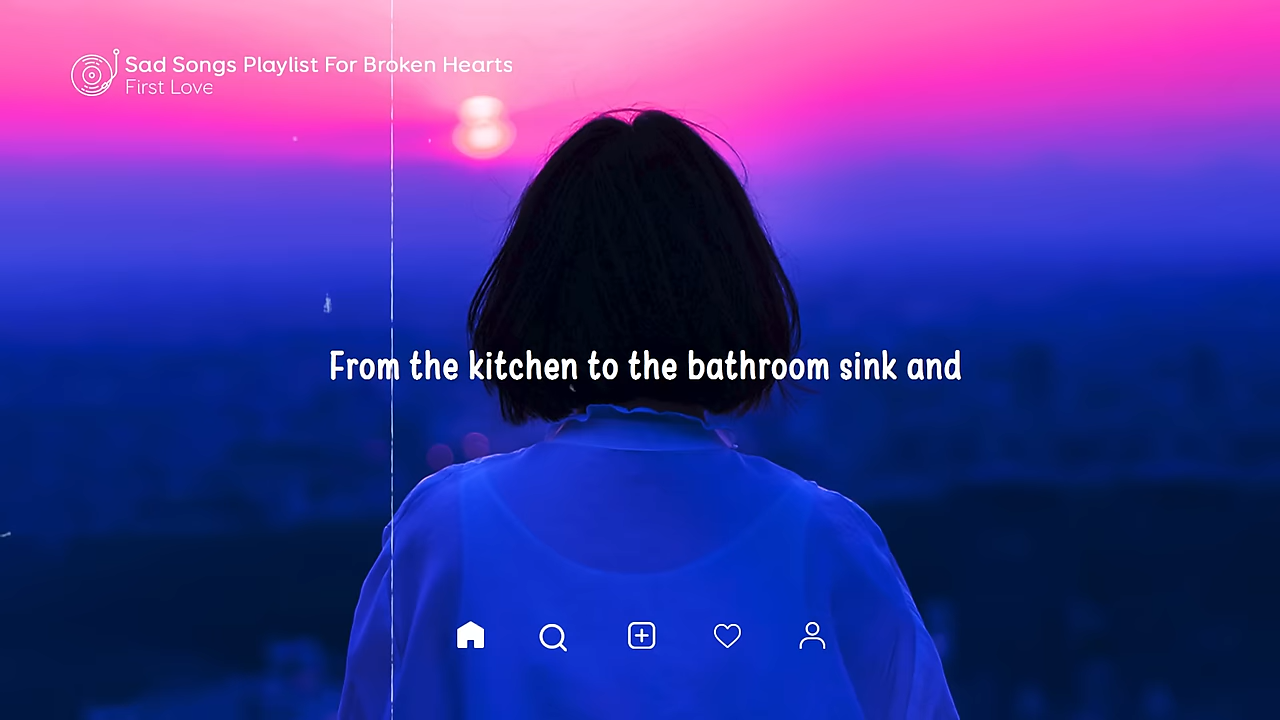 Sad Songs Playlist For Broken Hearts
First Love
From the kitchen to the bathroom sink and